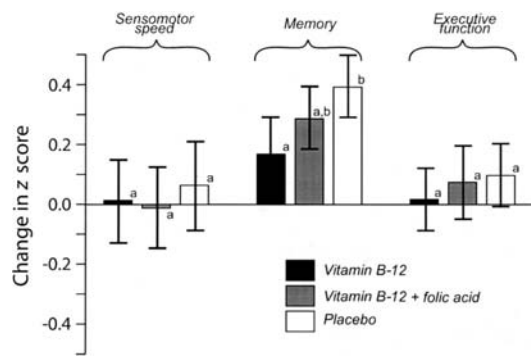 Sensomotor
speed
Memory
Executive
function
Change in z score
0.4
0.2
0.0
-0.2
-0.4
a
a
a
a
a,b
b
a
a
a
Vitamin B-12
Vitamin B-12 + folic acid
Placebo